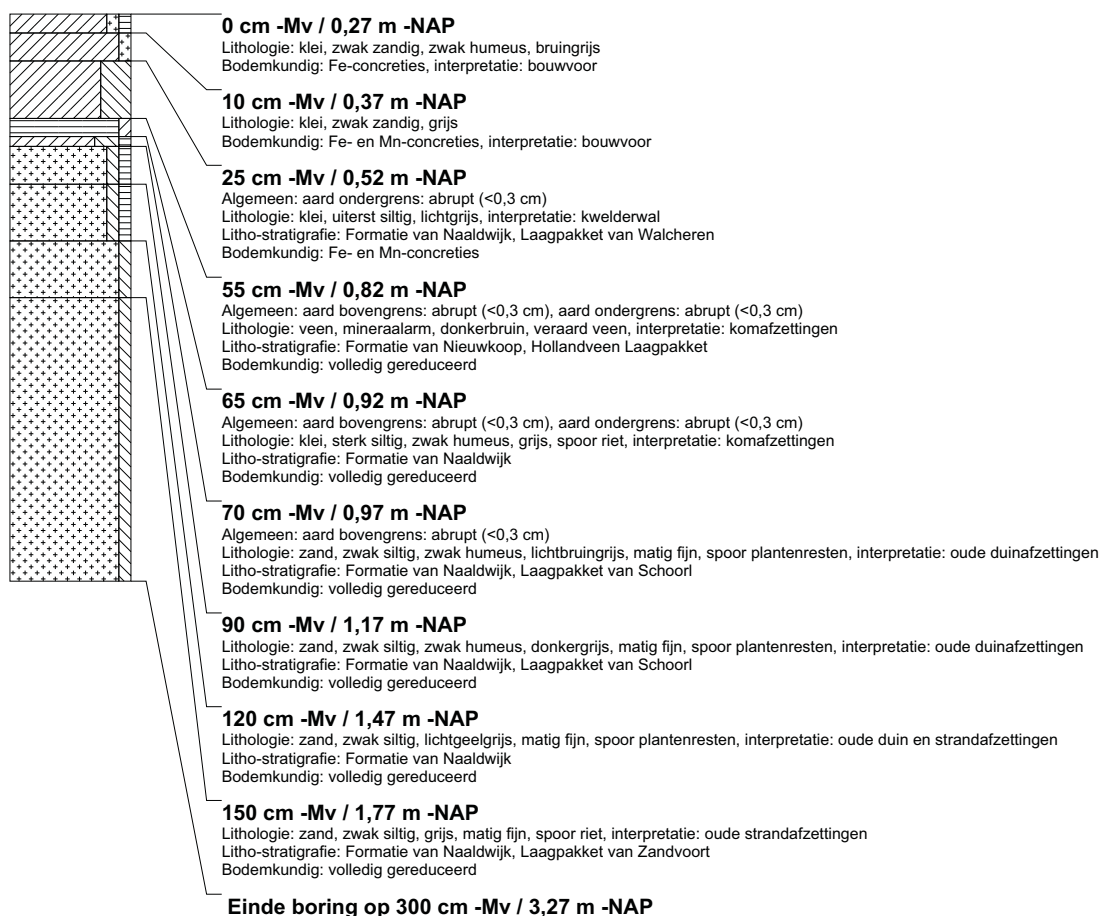 0 cm -Mv / 0,27 m -NAP
Lithologie: klei, zwak zandig, zwak humeus, bruingrijs
Bodemkundig: Fe-concreties, interpretatie: bouwvoor
10 cm -Mv / 0,37 m -NAP
Lithologie: klei, zwak zandig, grijs
Bodemkundig: Fe- en Mn-concreties, interpretatie: bouwvoor
25 cm -Mv / 0,52 m -NAP
Algemeen: aard ondergrens: abrupt (<0,3 cm)
Lithologie: klei, uiterst siltig, lichtgrijs, interpretatie: kwelderwal
Litho-stratigrafie: Formatie van Naaldwijk, Laagpakket van Walcheren
Bodemkundig: Fe- en Mn-concreties
55 cm -Mv / 0,82 m -NAP
Algemeen: aard bovengrens: abrupt (<0,3 cm), aard ondergrens: abrupt (<0,3 cm)
Lithologie: veen, mineraalarm, donkerbruin, veraard veen, interpretatie: komafzettingen
Litho-stratigrafie: Formatie van Nieuwkoop, Hollandveen Laagpakket
Bodemkundig: volledig gereduceerd
65 cm -Mv / 0,92 m -NAP
Algemeen: aard bovengrens: abrupt (<0,3 cm), aard ondergrens: abrupt (<0,3 cm)
Lithologie: klei, sterk siltig, zwak humeus, grijs, spoor riet, interpretatie: komafzettingen
Litho-stratigrafie: Formatie van Naaldwijk
Bodemkundig: volledig gereduceerd
70 cm -Mv / 0,97 m -NAP
Algemeen: aard bovengrens: abrupt (<0,3 cm)
Lithologie: zand, zwak siltig, zwak humeus, lichtbruingrijs, matig fijn, spoor plantenresten, interpretatie: oude duinafzettingen
Litho-stratigrafie: Formatie van Naaldwijk, Laagpakket van Schoorl
Bodemkundig: volledig gereduceerd
90 cm -Mv / 1,17 m -NAP
Lithologie: zand, zwak siltig, zwak humeus, donkergrijs, matig fijn, spoor plantenresten, interpretatie: oude duinafzettingen
Litho-stratigrafie: Formatie van Naaldwijk, Laagpakket van Schoorl
Bodemkundig: volledig gereduceerd
120 cm -Mv / 1,47 m -NAP
Lithologie: zand, zwak siltig, lichtgeelgrijs, matig fijn, spoor plantenresten, interpretatie: oude duin en strandafzettingen
Litho-stratigrafie: Formatie van Naaldwijk
Bodemkundig: volledig gereduceerd
150 cm -Mv / 1,77 m -NAP
Lithologie: zand, zwak siltig, grijs, matig fijn, spoor riet, interpretatie: oude strandafzettingen
Litho-stratigrafie: Formatie van Naaldwijk, Laagpakket van Zandvoort
Bodemkundig: volledig gereduceerd
Einde boring op 300 cm -Mv / 3,27 m -NAP